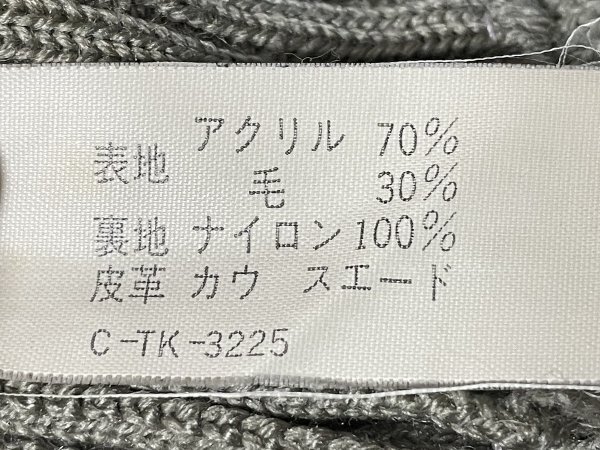 表地 アクリル 70%
毛 30%
裏地 ナイロン100%
皮革 カウ スエード
C-TK-3225